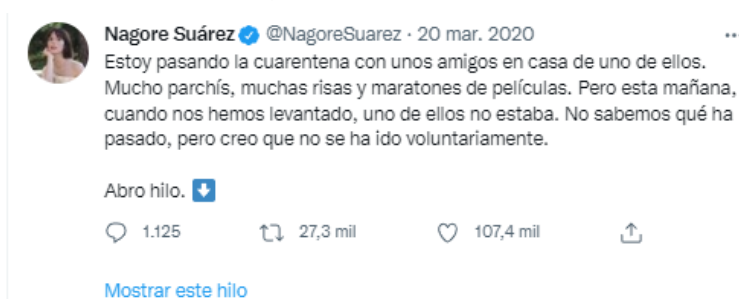 Nagore Suárez @NagoreSuarez · 20 mar. 2020
Estoy pasando la cuarentena con unos amigos en casa de uno de ellos.
Mucho parchís, muchas risas y maratones de películas. Pero esta mañana,
cuando nos hemos levantado, uno de ellos no estaba. No sabemos qué ha
pasado, pero creo que no se ha ido voluntariamente.
Abro hilo. ⬇️
1.125 27,3 mil 107,4 mil
Mostrar este hilo